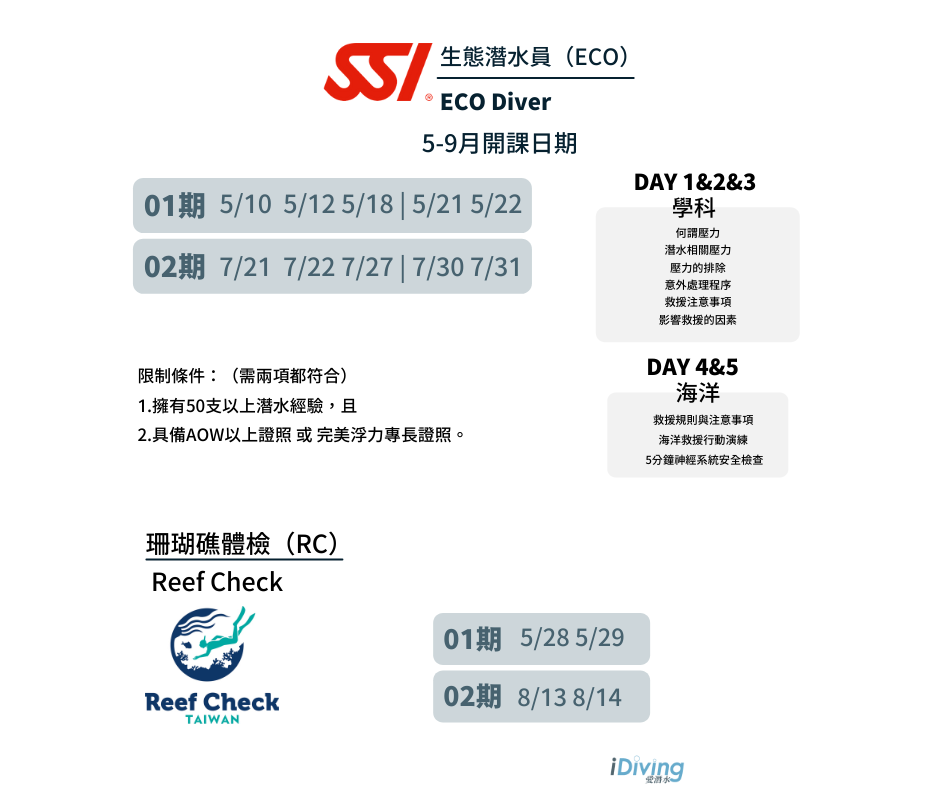 SSI
®
生態潛水員（ECO）
ECO Diver
5-9月開課日期
01期 5/10 5/12 5/18 | 5/21 5/22
02期 7/21 7/22 7/27 | 7/30 7/31
DAY 1&2&3
學科
何謂壓力
潛水相關壓力
壓力的排除
意外處理程序
救援注意事項
影響救援的因素
限制條件：（需兩項都符合）
1.擁有50支以上潛水經驗，且
2.具備AOW以上證照 或 完美浮力專長證照。
DAY 4&5
海洋
救援規則與注意事項
海洋救援行動演練
5分鐘神經系統安全檢查
珊瑚礁體檢（RC）
Reef Check
Reef Check
TAIWAN
01期 5/28 5/29
02期 8/13 8/14
iDiving
愛潛水